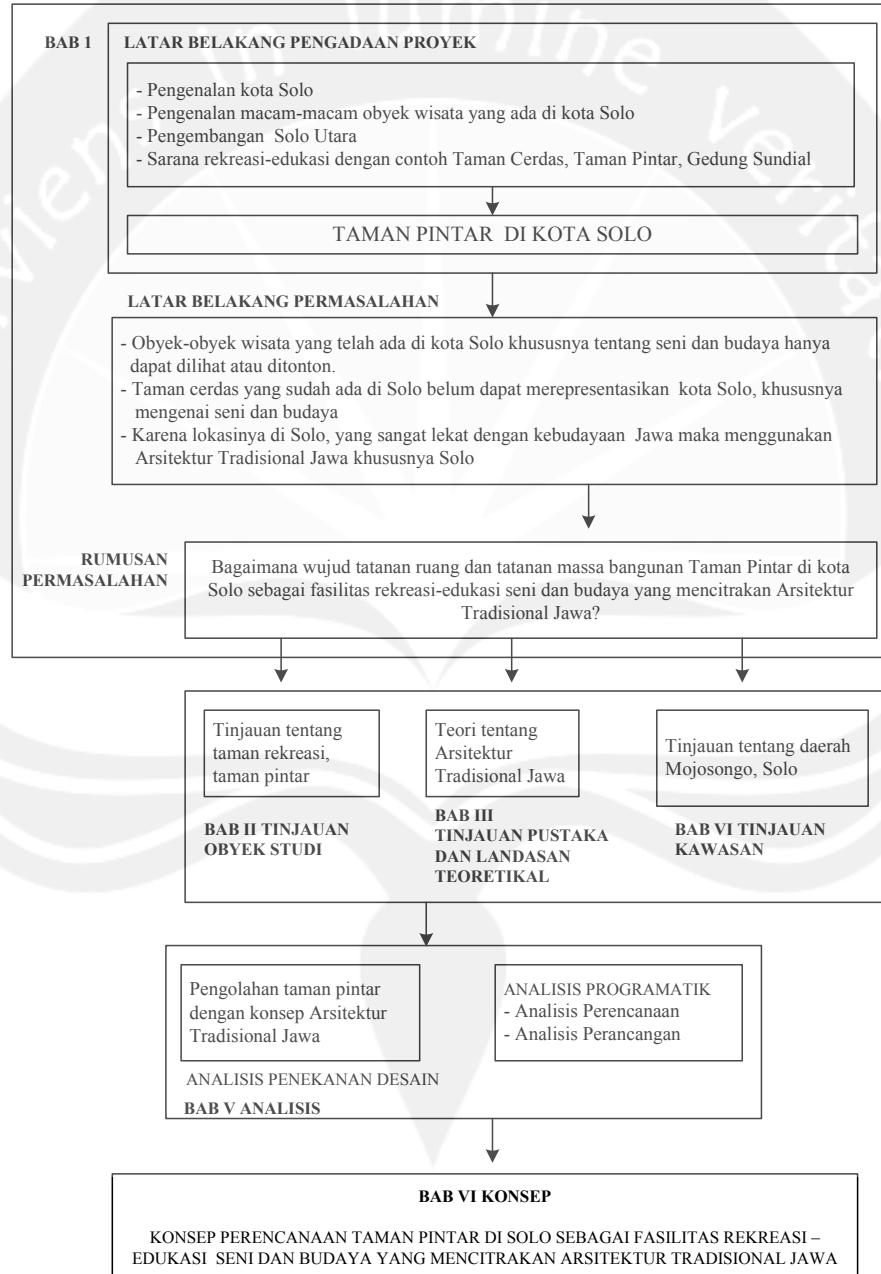 viens in lumine veritatis
BAB 1
LATAR BELAKANG PENGADAAN PROYEK
- Pengenalan kota Solo
- Pengenalan macam-macam obyek wisata yang ada di kota Solo
- Pengembangan Solo Utara
- Sarana rekreasi-edukasi dengan contoh Taman Cerdas, Taman Pintar, Gedung Sundial
TAMAN PINTAR DI KOTA SOLO
LATAR BELAKANG PERMASALAHAN
- Obyek-obyek wisata yang telah ada di kota Solo khususnya tentang seni dan budaya hanya
dapat dilihat atau ditonton.
- Taman cerdas yang sudah ada di Solo belum dapat merepresentasikan kota Solo, khususnya
mengenai seni dan budaya
- Karena lokasinya di Solo, yang sangat lekat dengan kebudayaan Jawa maka menggunakan
Arsitektur Tradisional Jawa khususnya Solo
RUMUSAN
PERMASALAHAN
Bagaimana wujud tatanan ruang dan tatanan massa bangunan Taman Pintar di kota
Solo sebagai fasilitas rekreasi-edukasi seni dan budaya yang mencitrakan Arsitektur
Tradisional Jawa?
Tinjauan tentang
taman rekreasi,
taman pintar
BAB II TINJAUAN
OBYEK STUDI
Teori tentang
Arsitektur
Tradisional Jawa
BAB III
TINJAUAN PUSTAKA
DAN LANDASAN
TEORETIKAL
Tinjauan tentang daerah
Mojosongo, Solo
BAB VI TINJAUAN
KAWASAN
Pengolahan taman pintar
dengan konsep Arsitektur
Tradisional Jawa
ANALISIS PENEKANAN DESAIN
ANALISIS PROGRAMATIK
- Analisis Perencanaan
- Analisis Perancangan
BAB V ANALISIS
BAB VI KONSEP
KONSEP PERENCANAAN TAMAN PINTAR DI SOLO SEBAGAI FASILITAS REKREASI –
EDUKASI SENI DAN BUDAYA YANG MENCITRAKAN ARSITEKTUR TRADISIONAL JAWA